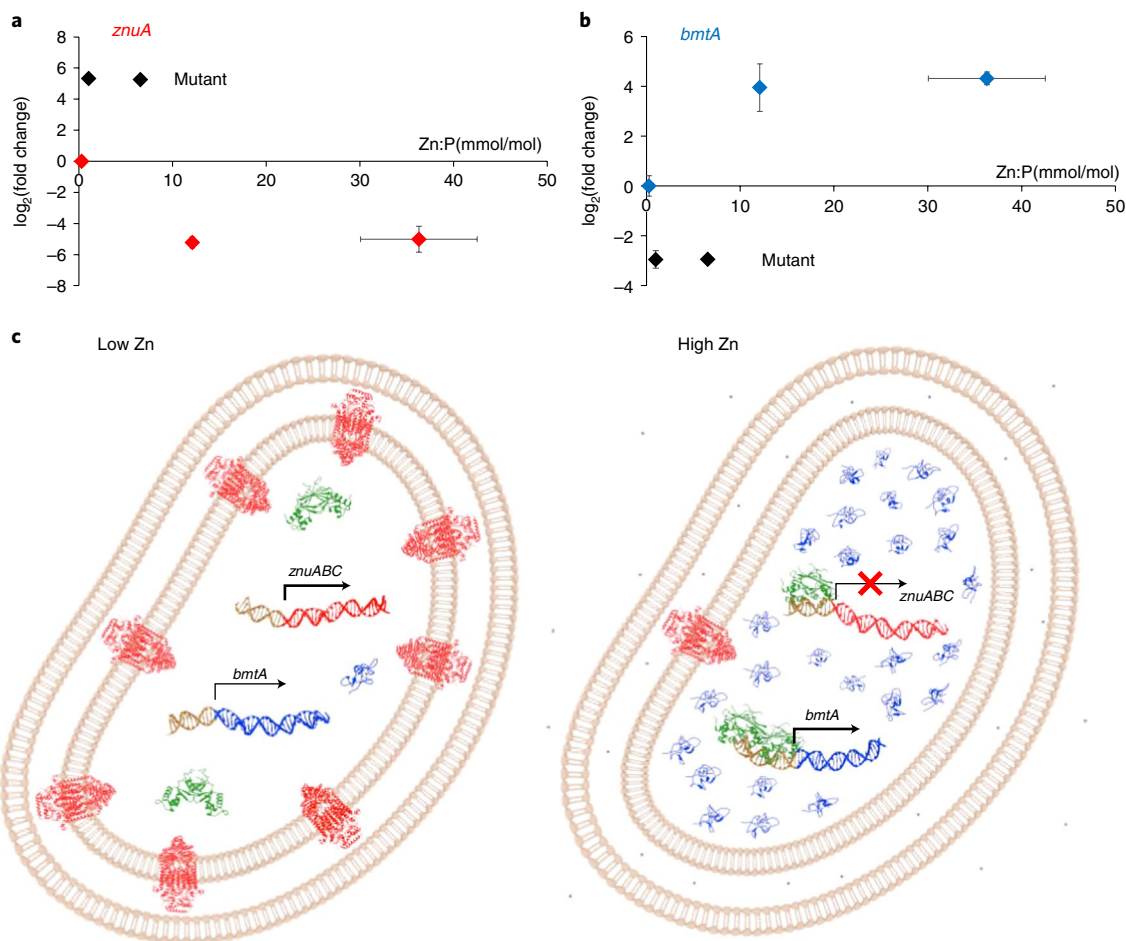 a
znuA
8
6
4
2
0
−2
−4
−6
−8
log2(fold change)
Mutant
Zn:P(mmol/mol)
0 10 20 30 40 50
b
bmtA
6
4
2
0
−2
−4
log2(fold change)
Zn:P(mmol/mol)
0 10 20 30 40 50
Mutant
c
Low Zn
znuABC
bmtA
High Zn
znuABC
bmtA